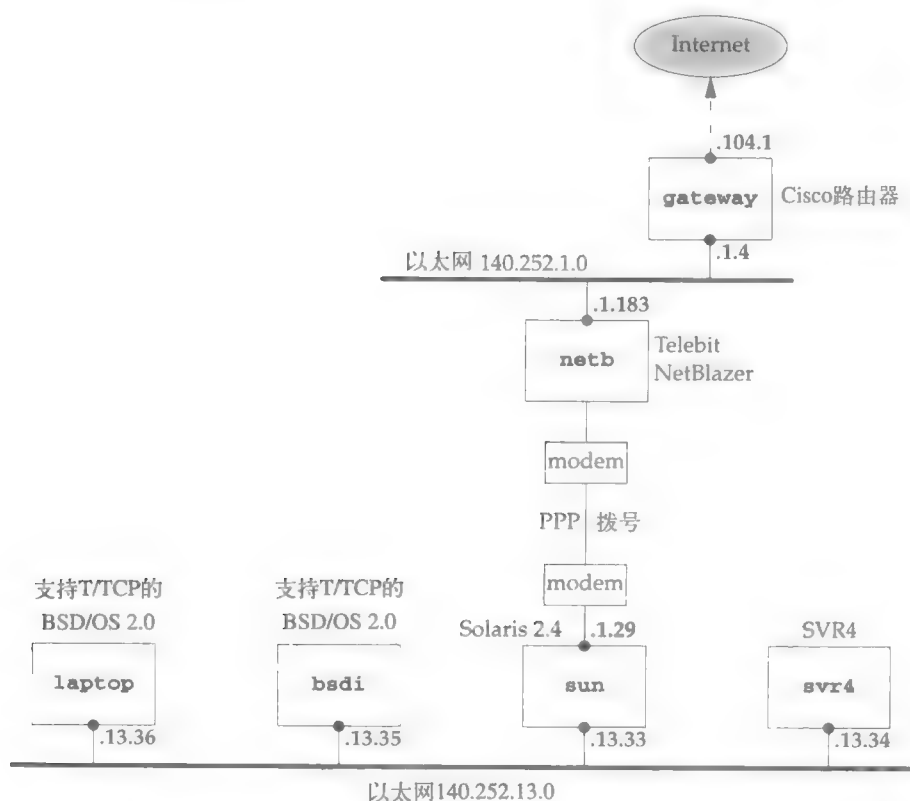 Internet
.104.1
gateway
Cisco路由器
.1.4
以太网 140.252.1.0
.1.183
netb
Telebit
NetBlazer
modem
PPP 拨号
modem
支持T/TCP的
BSD/OS 2.0
支持T/TCP的
BSD/OS 2.0
Solaris 2.4
.1.29
SVR4
laptop
bsdi
sun
svr4
.13.36
.13.35
.13.33
.13.34
以太网140.252.13.0